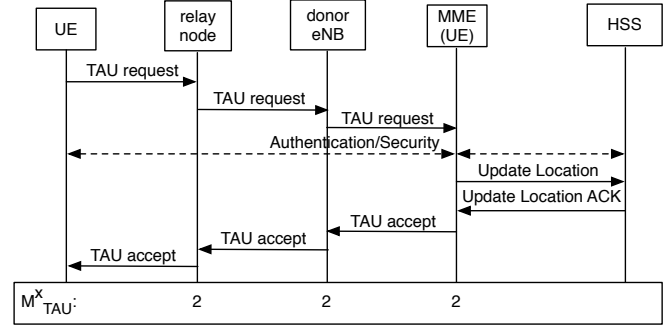 UE
relay
node
donor
eNB
MME
(UE)
HSS
TAU request
TAU request
TAU request
Authentication/Security
Update Location
Update Location ACK
TAU accept
TAU accept
TAU accept
M^X_TAU: 2 2 2